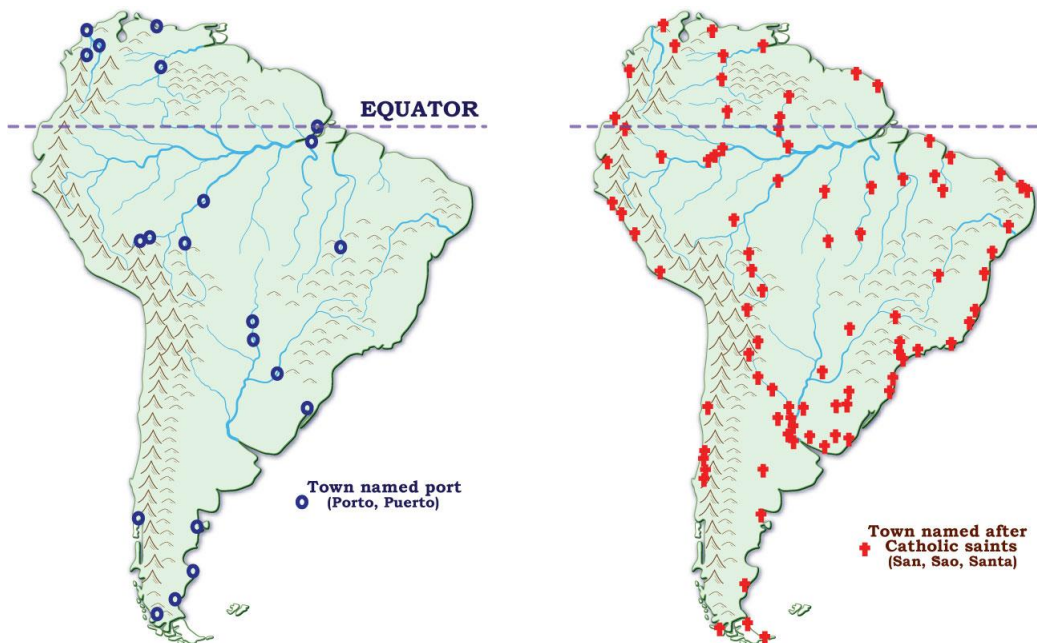 EQUATOR
Town named port
(Porto, Puerto)
Town named after
Catholic saints
(San, Sao, Santa)